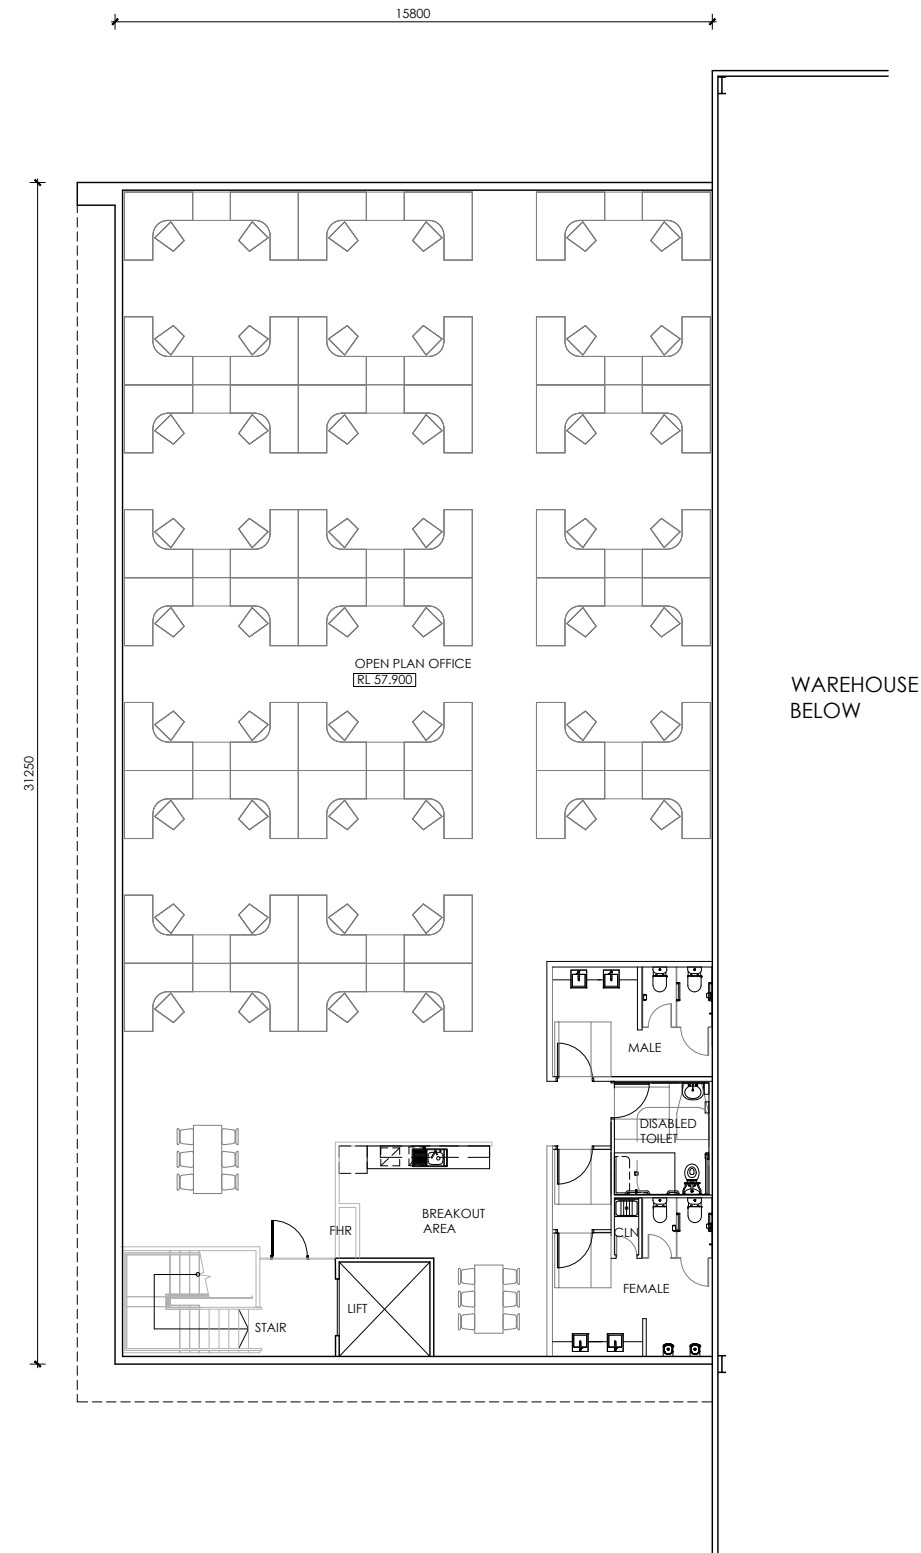 15800
31250
OPEN PLAN OFFICE
RL 57.900
WAREHOUSE
BELOW
MALE
DISABLED
TOILET
BREAKOUT
AREA
FHR
CLN
FEMALE
LIFT
STAIR